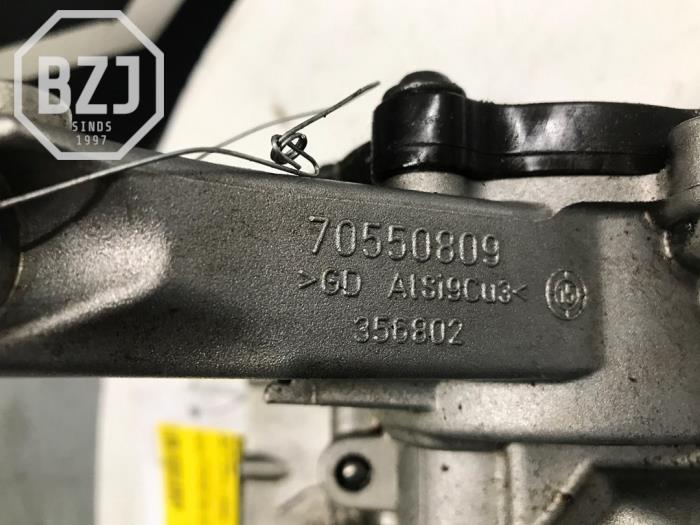 BZJ
SINDS
1997
70550809
>GD AlSi9Cu3<
356802